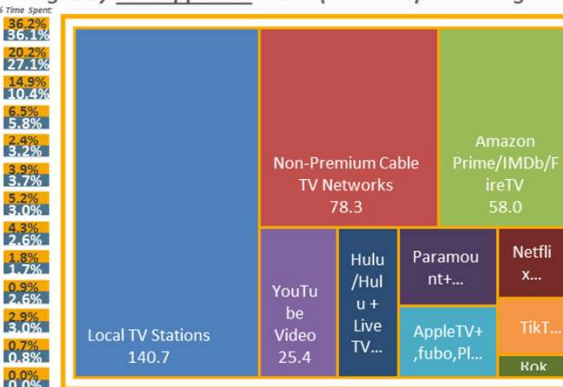 % Time Spent:
36.2%
36.1%
20.2%
27.1%
14.9%
10.4%
6.5%
5.8%
2.4%
3.2%
3.9%
3.7%
5.2%
3.0%
4.3%
2.6%
1.8%
1.7%
0.9%
2.6%
2.9%
3.0%
0.7%
0.8%
0.0%
0.0%
Local TV Stations
140.7
Non-Premium Cable
TV Networks
78.3
Amazon
Prime/IMDb/F
ireTV
58.0
YouTu
be
Video
25.4
Hulu
/Hul
u +
Live
TV...
Paramou
nt+...
AppleTV+
,fubo,Pl...
Netfli
x...
TikT...
Rok